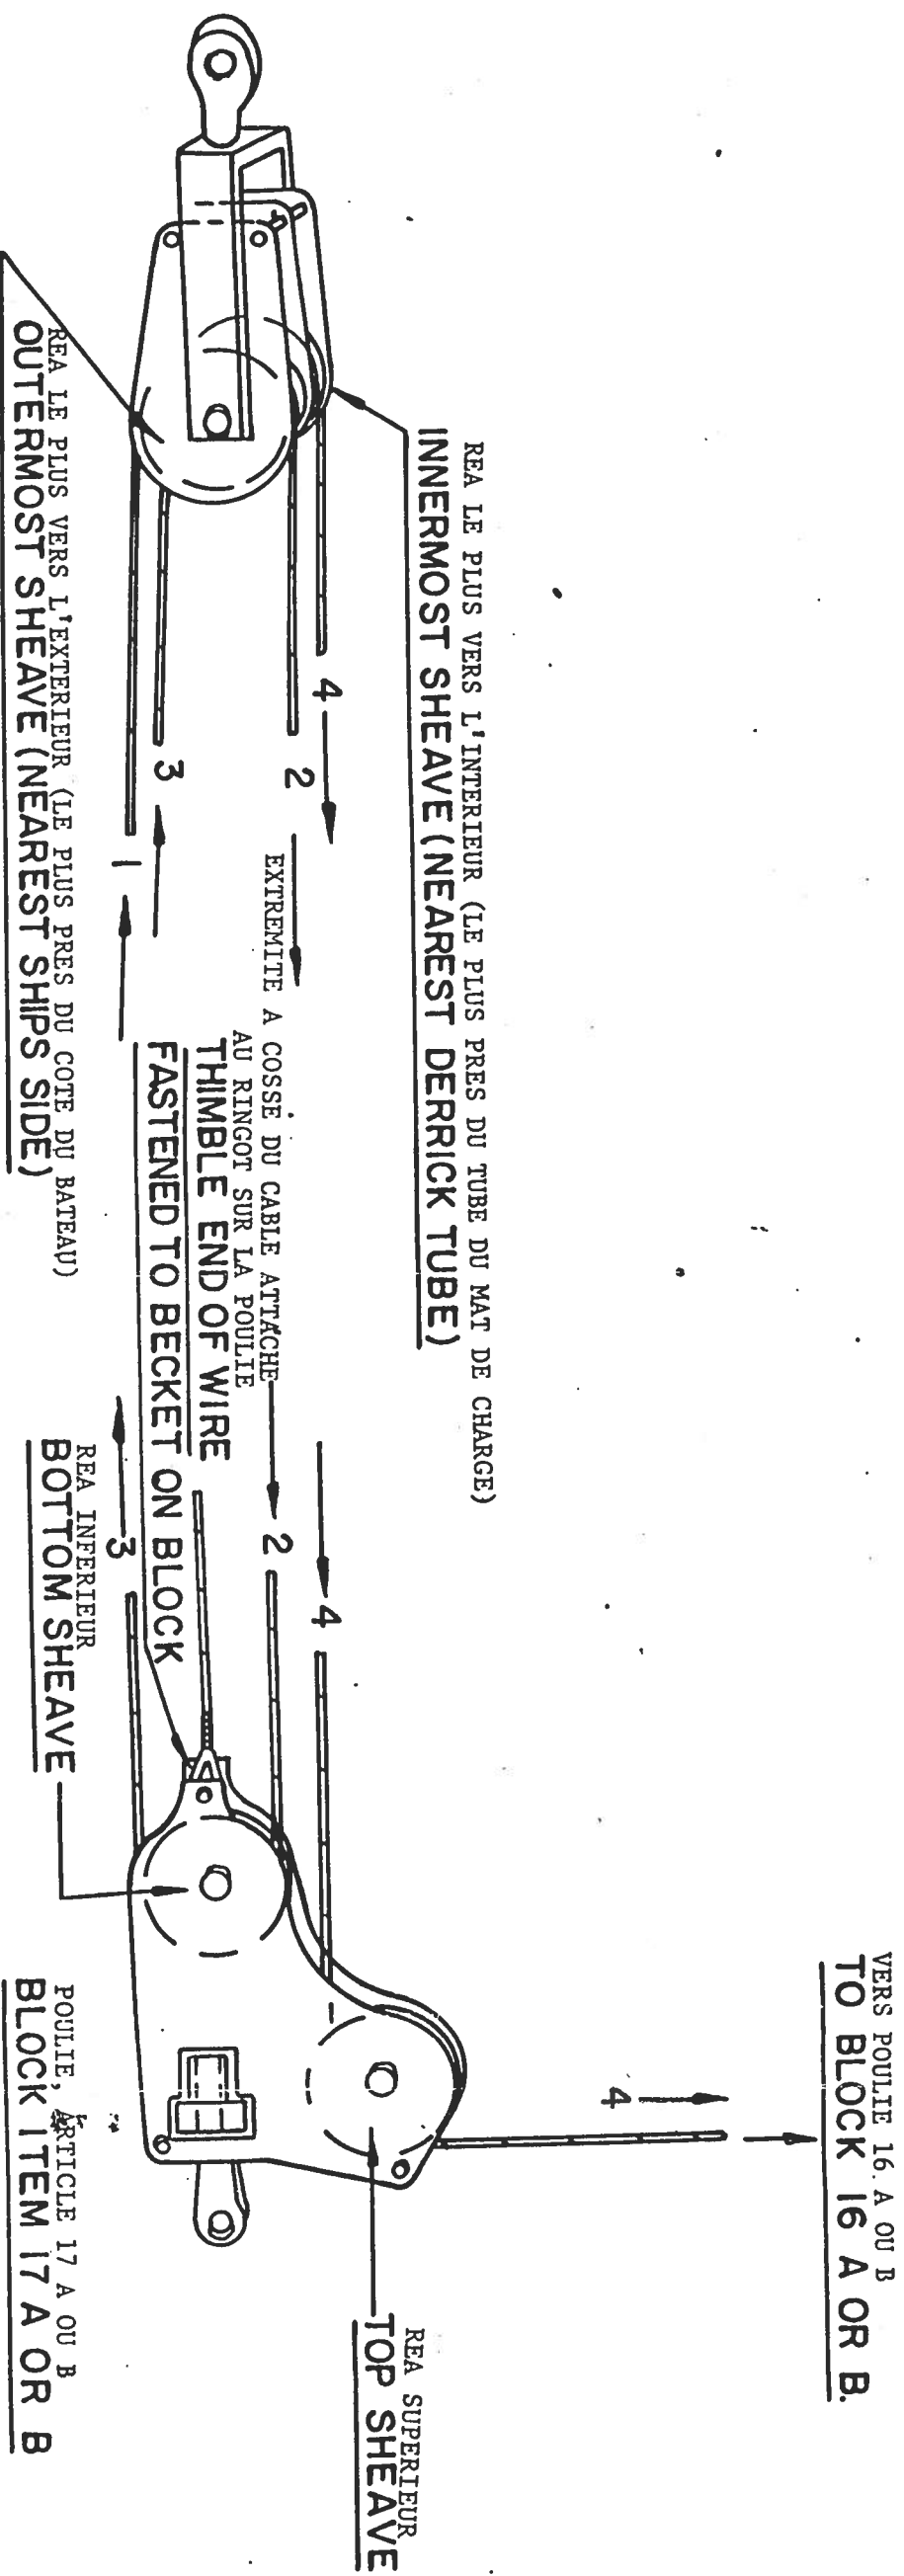 VERS POULIE 16. A OU B
TO BLOCK 16 A OR B.
4
REA LE PLUS VERS L'INTERIEUR (LE PLUS PRES DU TUBE DU MAT DE CHARGE)
INNERMOST SHEAVE (NEAREST DERRICK TUBE)
REA SUPERIEUR
TOP SHEAVE
4
4
2
2
EXTREMITE A COSSE DU CABLE ATTACHE
AU RINGOT SUR LA POULIE
THIMBLE END OF WIRE
FASTENED TO BECKET ON BLOCK
3
1
3
REA INFERIEUR
BOTTOM SHEAVE
REA LE PLUS VERS L'EXTERIEUR (LE PLUS PRES DU COTE DU BATEAU)
OUTERMOST SHEAVE (NEAREST SHIPS SIDE)
POULIE, ARTICLE 17 A OU B
BLOCK ITEM 17 A OR B